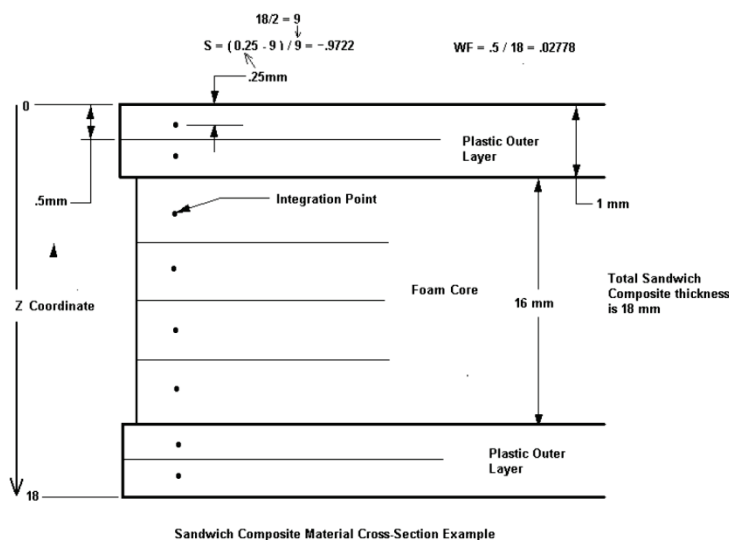 18/2 = 9
S = ( 0.25 - 9 ) / 9 = -.9722
WF = .5 / 18 = .02778
.25mm
0
Plastic Outer
Layer
.5mm
Integration Point
1 mm
Foam Core
16 mm
Total Sandwich
Composite thickness
is 18 mm
Z Coordinate
Plastic Outer
Layer
18
Sandwich Composite Material Cross-Section Example